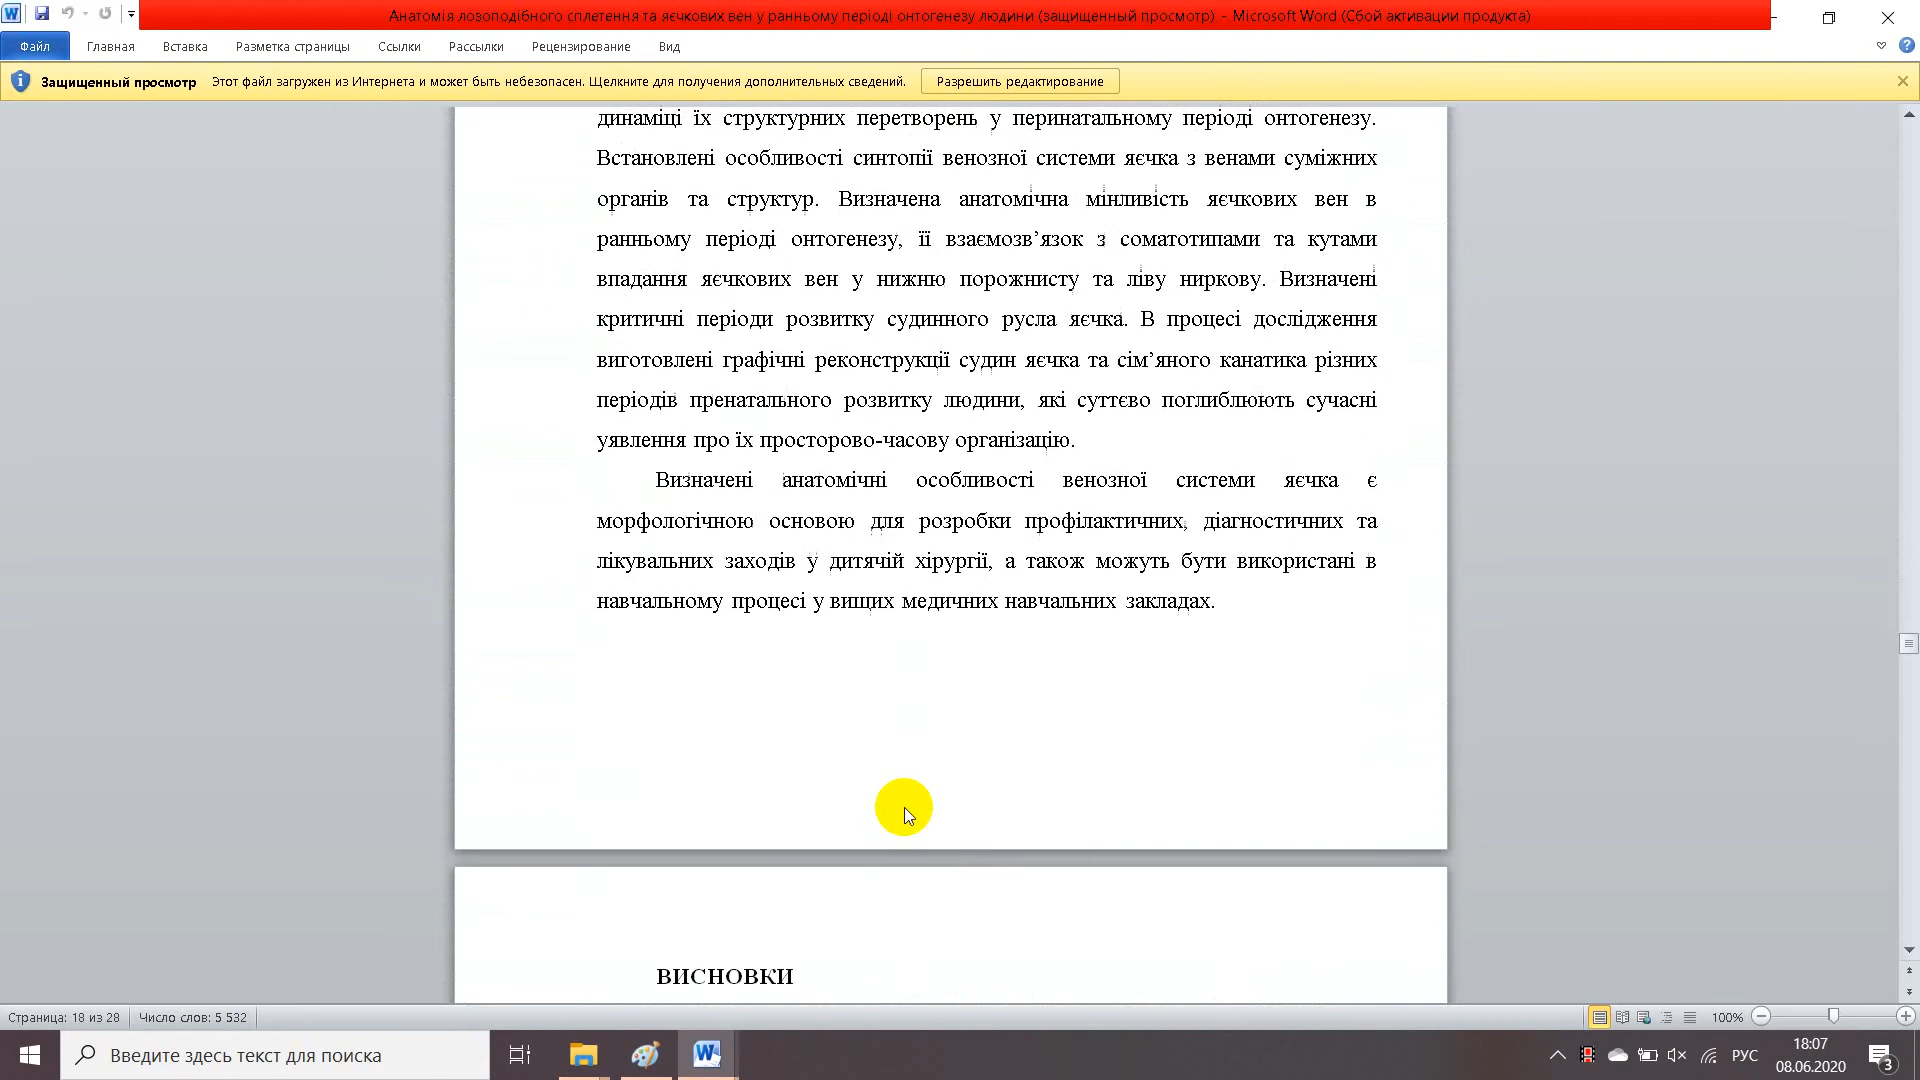 Анатомія лозоподібного сплетення та яєчкових вен у ранньому періоді онтогенезу людини (защищенный просмотр) - Microsoft Word (Сбой активации продукта)
Файл Главная Вставка Разметка страницы Ссылки Рассылки Рецензирование Вид
Защищенный просмотр Этот файл загружен из Интернета и может быть небезопасен. Щелкните для получения дополнительных сведений. Разрешить редактирование
динаміці їх структурних перетворень у перинатальному періоді онтогенезу.
Встановлені особливості синтопії венозної системи яєчка з венами суміжних
органів та структур. Визначена анатомічна мінливість яєчкових вен в
ранньому періоді онтогенезу, її взаємозв’язок з соматотипами та кутами
впадання яєчкових вен у нижню порожнисту та ліву ниркову. Визначені
критичні періоди розвитку судинного русла яєчка. В процесі дослідження
виготовлені графічні реконструкції судин яєчка та сім’яного канатика різних
періодів пренатального розвитку людини, які суттєво поглиблюють сучасні
уявлення про їх просторово-часову організацію.
Визначені анатомічні особливості венозної системи яєчка є
морфологічною основою для розробки профілактичних, діагностичних та
лікувальних заходів у дитячій хірургії, а також можуть бути використані в
навчальному процесі у вищих медичних навчальних закладах.
ВИСНОВКИ
Страница: 18 из 28 Число слов: 5 532 100%
Введите здесь текст для поиска РУС 18:07
08.06.2020 3